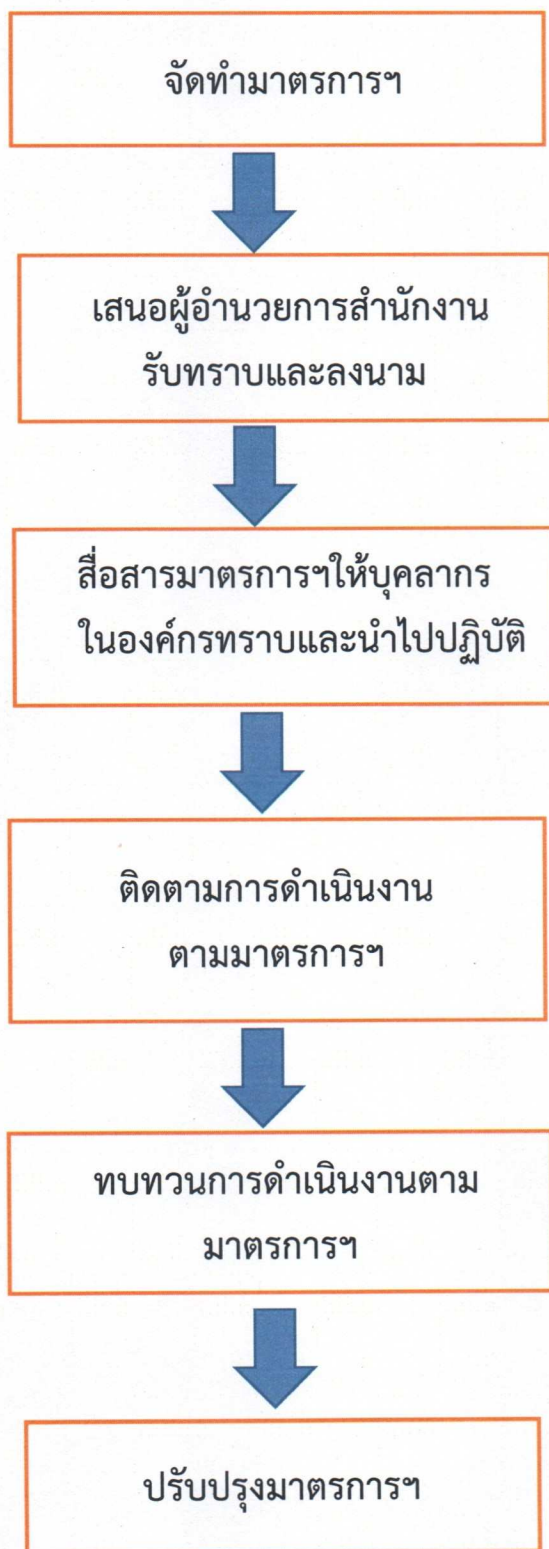 จัดทำมาตรการฯ
เสนอผู้อำนวยการสำนักงาน
รับทราบและลงนาม
สื่อสารมาตรการฯให้บุคลากร
ในองค์กรทราบและนำไปปฏิบัติ
ติดตามการดำเนินงาน
ตามมาตรการฯ
ทบทวนการดำเนินงานตาม
มาตรการฯ
ปรับปรุงมาตรการฯ